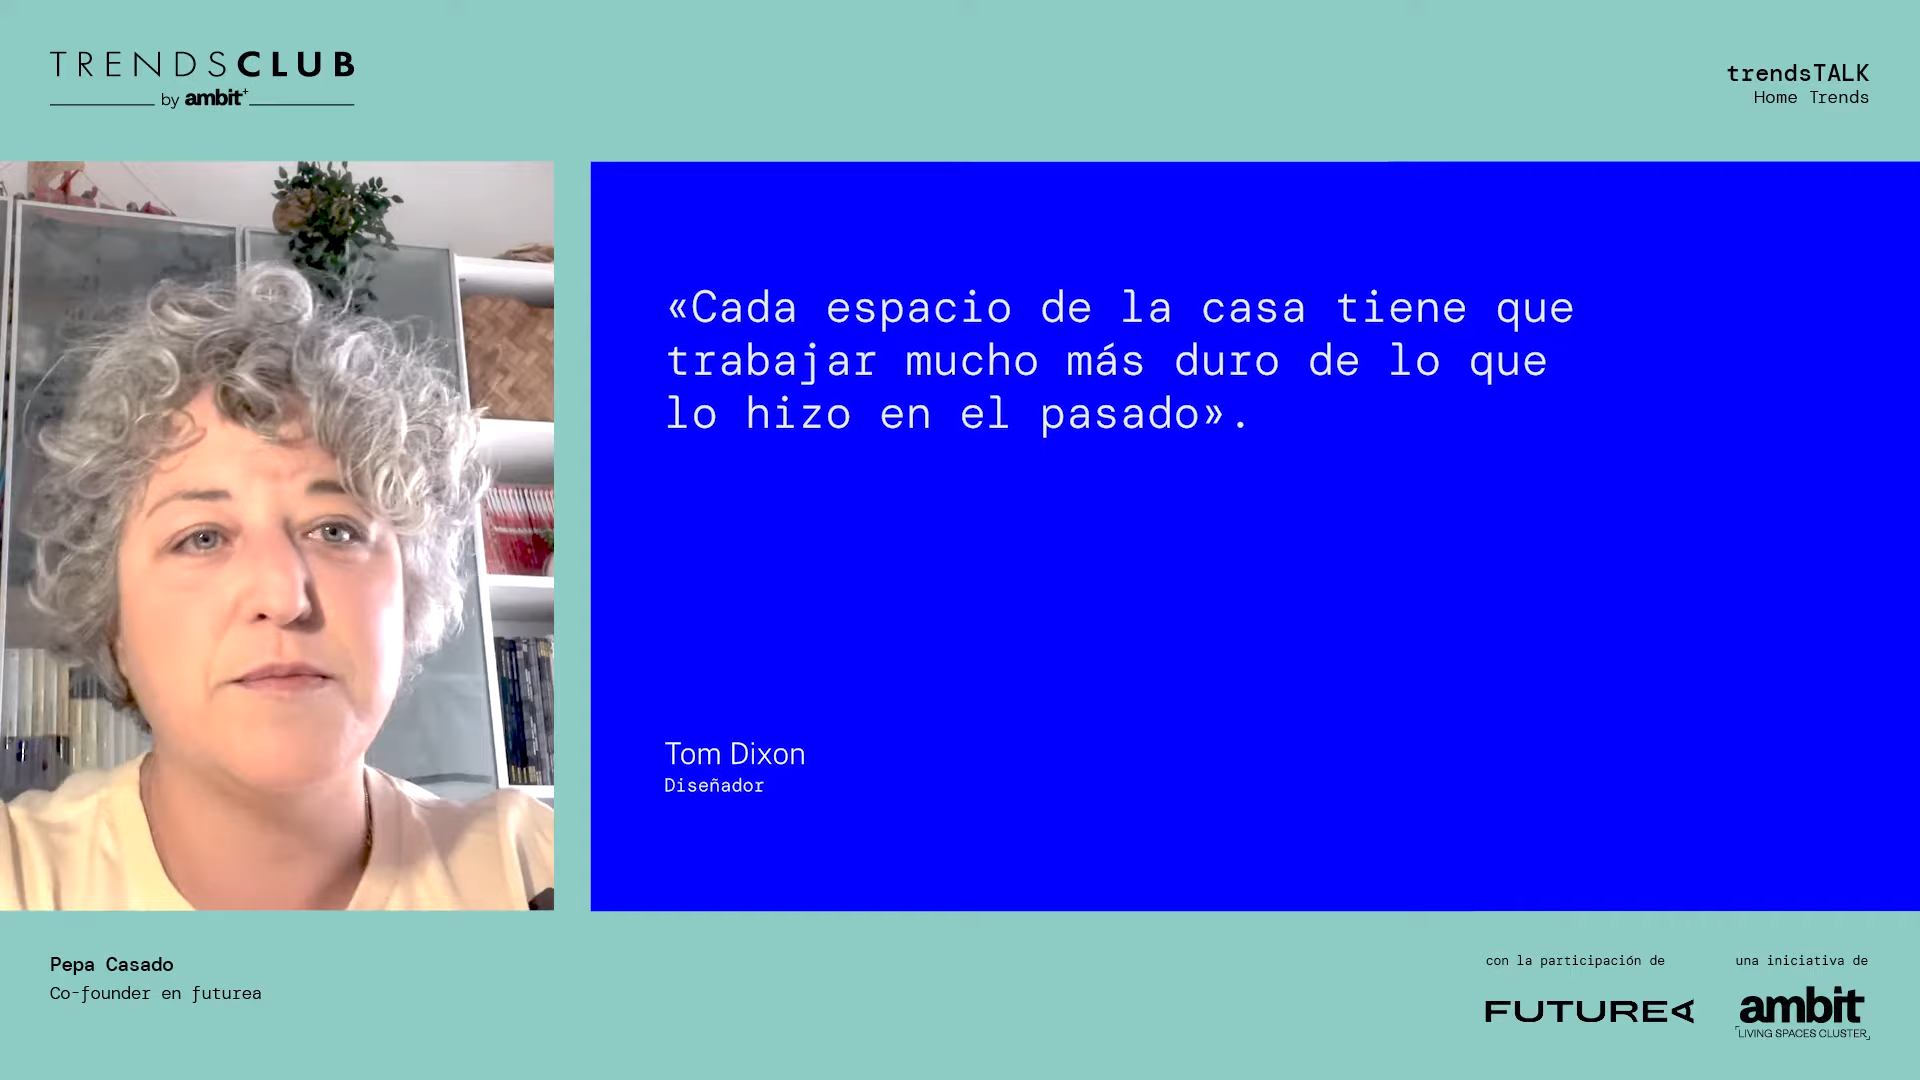 TRENDSCLUB
by ambit+
trendsTALK
Home Trends
«Cada espacio de la casa tiene que
trabajar mucho más duro de lo que
lo hizo en el pasado».
Tom Dixon
Diseñador
Pepa Casado
Co-founder en futurea
con la participación de
FUTUREA
una iniciativa de
ambit
LIVING SPACES CLUSTER